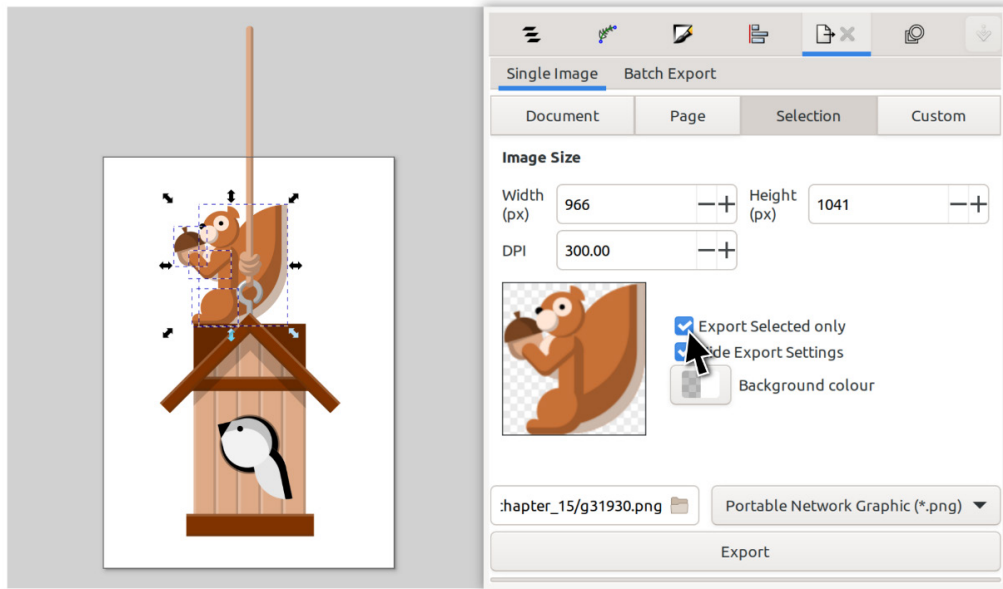 Single Image Batch Export
Document Page Selection Custom
Image Size
Width (px) 966 Height (px) 1041
DPI 300.00
Export Selected only
ide Export Settings
Background colour
:hapter_15/g31930.png Portable Network Graphic (*.png)
Export